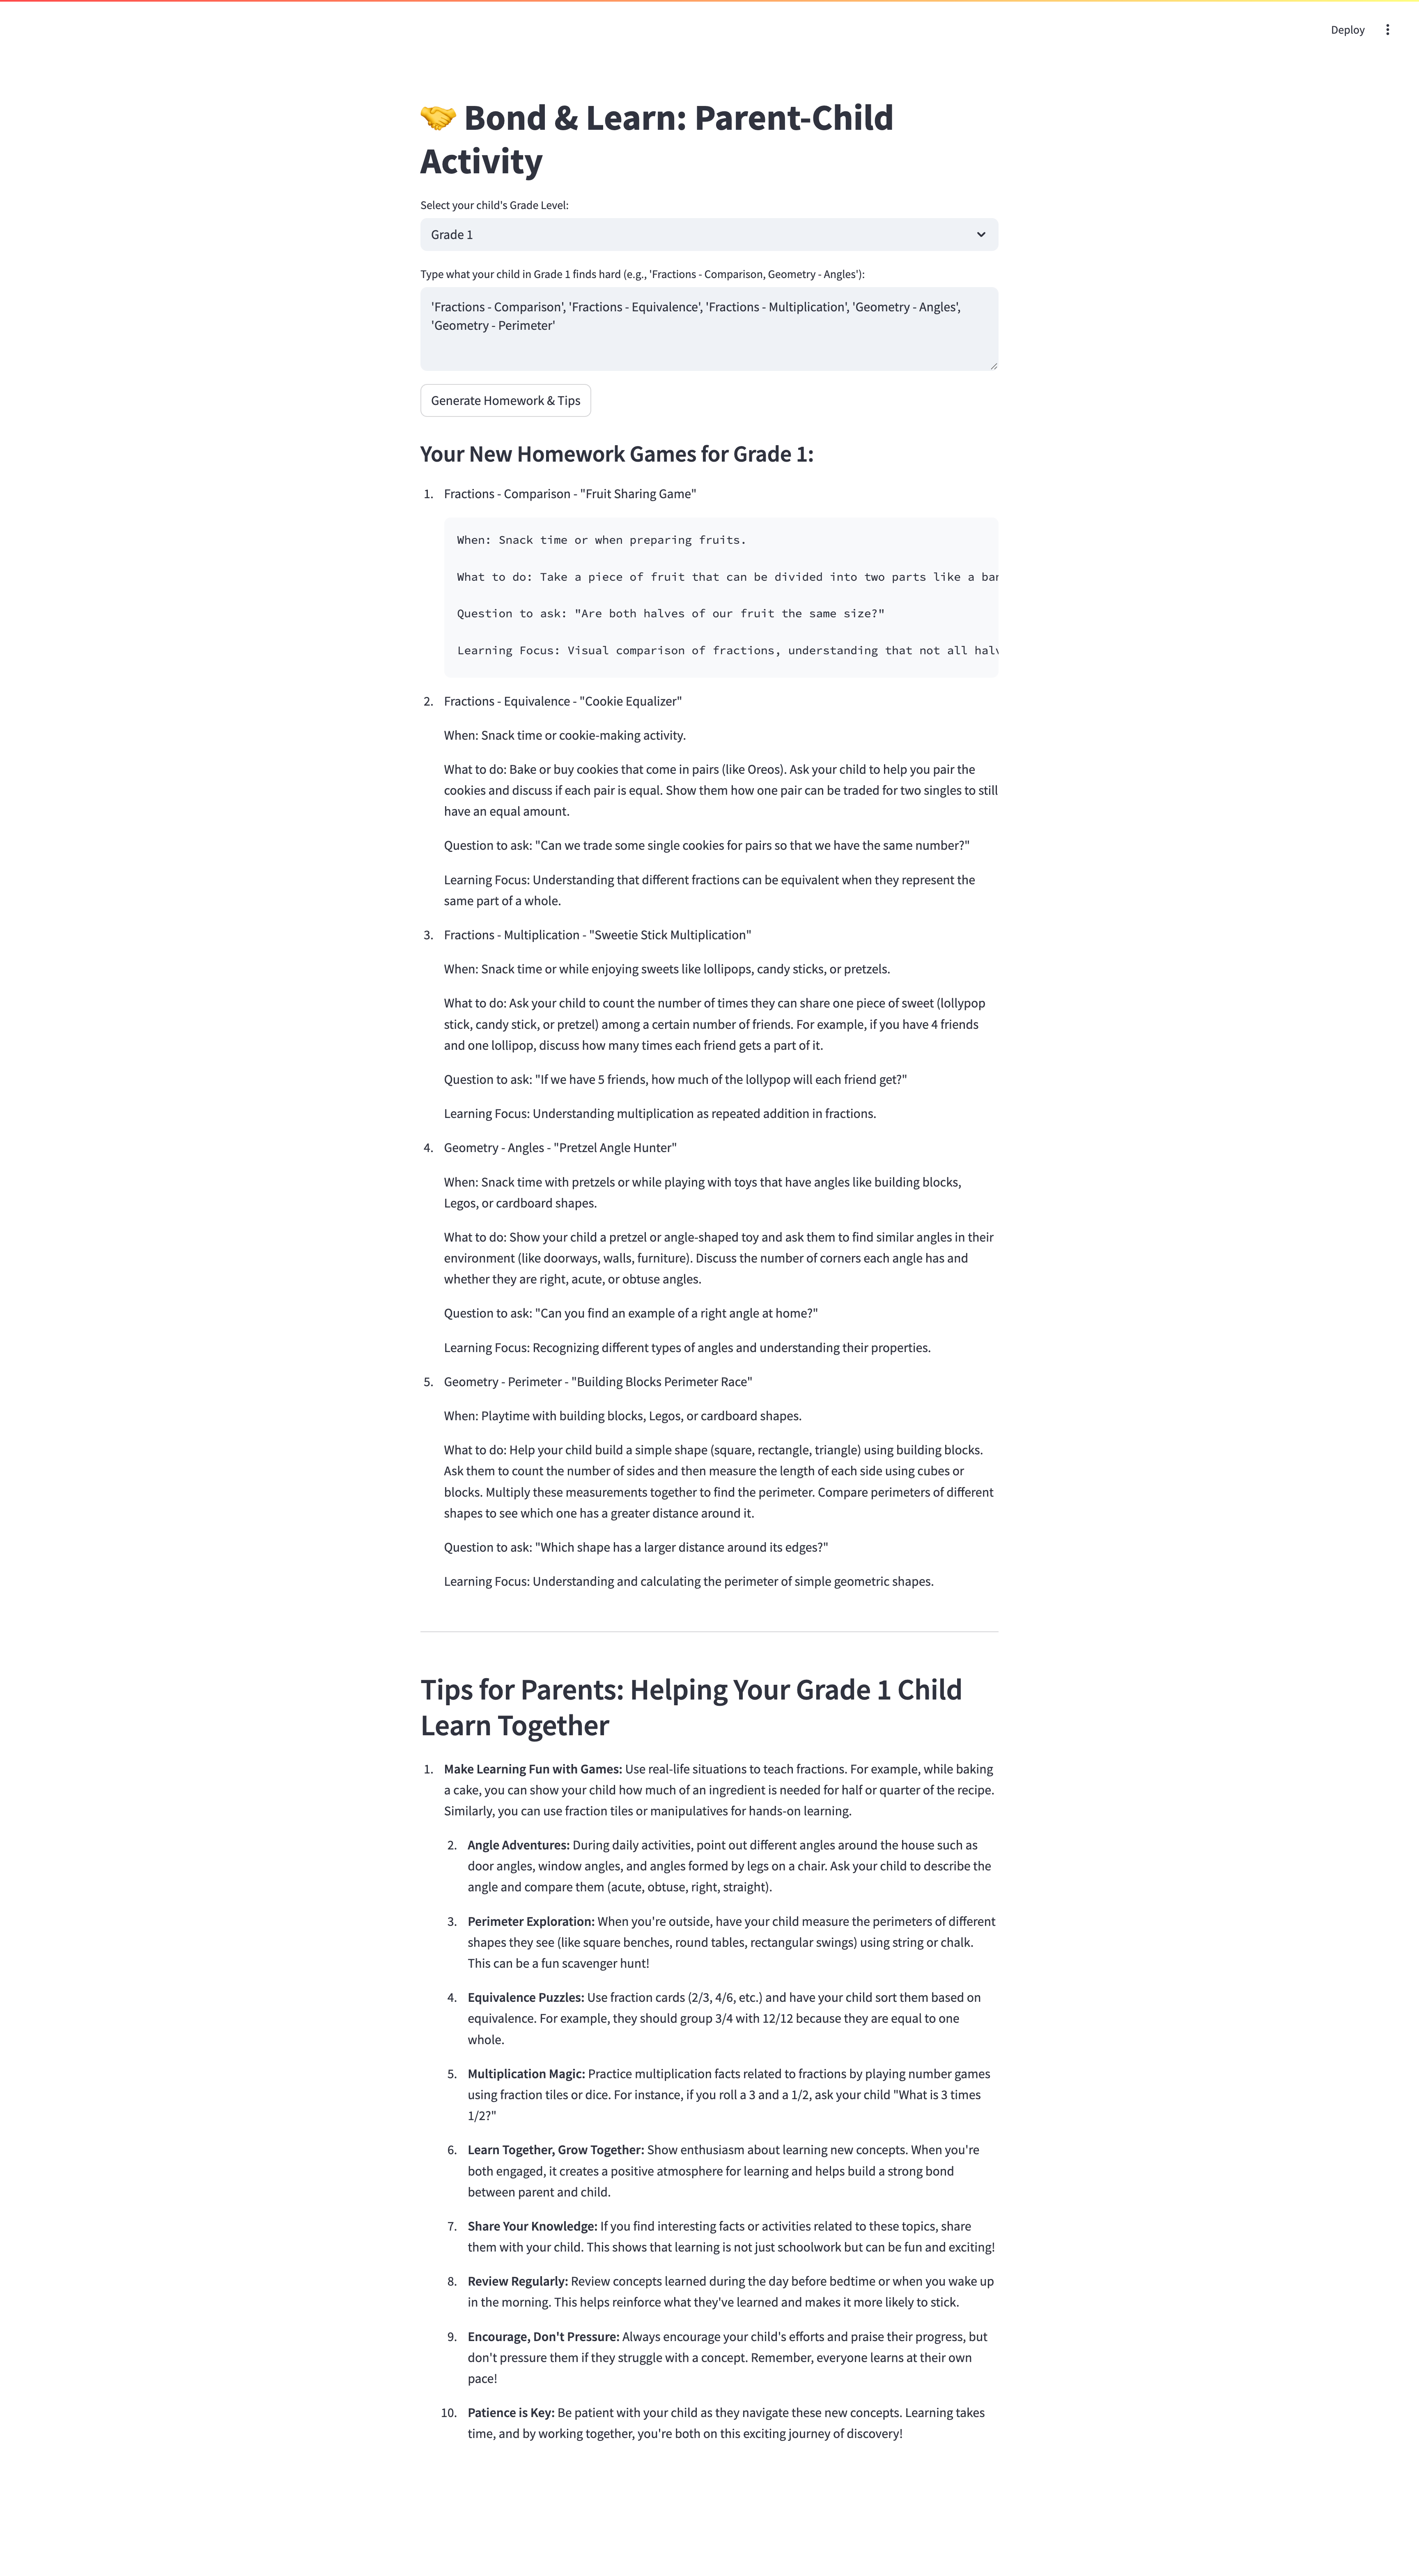 Deploy
🤝 Bond & Learn: Parent-Child
Activity
Select your child's Grade Level:
Grade 1
Type what your child in Grade 1 finds hard (e.g., 'Fractions - Comparison, Geometry - Angles'):
'Fractions - Comparison', 'Fractions - Equivalence', 'Fractions - Multiplication', 'Geometry - Angles',
'Geometry - Perimeter'
Generate Homework & Tips
Your New Homework Games for Grade 1:
1. Fractions - Comparison - "Fruit Sharing Game"
When: Snack time or when preparing fruits.
What to do: Take a piece of fruit that can be divided into two parts like a
Question to ask: "Are both halves of our fruit the same size?"
Learning Focus: Visual comparison of fractions, understanding that not all
2. Fractions - Equivalence - "Cookie Equalizer"
When: Snack time or cookie-making activity.
What to do: Bake or buy cookies that come in pairs (like Oreos). Ask your child to help you pair the
cookies and discuss if each pair is equal. Show them how one pair can be traded for two singles to still
have an equal amount.
Question to ask: "Can we trade some single cookies for pairs so that we have the same number?"
Learning Focus: Understanding that different fractions can be equivalent when they represent the
same part of a whole.
3. Fractions - Multiplication - "Sweetie Stick Multiplication"
When: Snack time or while enjoying sweets like lollipops, candy sticks, or pretzels.
What to do: Ask your child to count the number of times they can share one piece of sweet (lollypop
stick, candy stick, or pretzel) among a certain number of friends. For example, if you have 4 friends
and one lollipop, discuss how many times each friend gets a part of it.
Question to ask: "If we have 5 friends, how much of the lollypop will each friend get?"
Learning Focus: Understanding multiplication as repeated addition in fractions.
4. Geometry - Angles - "Pretzel Angle Hunter"
When: Snack time with pretzels or while playing with toys that have angles like building blocks,
Legos, or cardboard shapes.
What to do: Show your child a pretzel or angle-shaped toy and ask them to find similar angles in their
environment (like doorways, walls, furniture). Discuss the number of corners each angle has and
whether they are right, acute, or obtuse angles.
Question to ask: "Can you find an example of a right angle at home?"
Learning Focus: Recognizing different types of angles and understanding their properties.
5. Geometry - Perimeter - "Building Blocks Perimeter Race"
When: Playtime with building blocks, Legos, or cardboard shapes.
What to do: Help your child build a simple shape (square, rectangle, triangle) using building blocks.
Ask them to count the number of sides and then measure the length of each side using cubes or
blocks. Multiply these measurements together to find the perimeter. Compare perimeters of different
shapes to see which one has a greater distance around it.
Question to ask: "Which shape has a larger distance around its edges?"
Learning Focus: Understanding and calculating the perimeter of simple geometric shapes.
Tips for Parents: Helping Your Grade 1 Child
Learn Together
1. Make Learning Fun with Games: Use real-life situations to teach fractions. For example, while baking
a cake, you can show your child how much of an ingredient is needed for half or quarter of the recipe.
Similarly, you can use fraction tiles or manipulatives for hands-on learning.
2. Angle Adventures: During daily activities, point out different angles around the house such as
door angles, window angles, and angles formed by legs on a chair. Ask your child to describe the
angle and compare them (acute, obtuse, right, straight).
3. Perimeter Exploration: When you're outside, have your child measure the perimeters of different
shapes they see (like square benches, round tables, rectangular swings) using string or chalk.
This can be a fun scavenger hunt!
4. Equivalence Puzzles: Use fraction cards (2/3, 4/6, etc.) and have your child sort them based on
equivalence. For example, they should group 3/4 with 12/12 because they are equal to one
whole.
5. Multiplication Magic: Practice multiplication facts related to fractions by playing number games
using fraction tiles or dice. For instance, if you roll a 3 and a 1/2, ask your child "What is 3 times
1/2?"
6. Learn Together, Grow Together: Show enthusiasm about learning new concepts. When you're
both engaged, it creates a positive atmosphere for learning and helps build a strong bond
between parent and child.
7. Share Your Knowledge: If you find interesting facts or activities related to these topics, share
them with your child. This shows that learning is not just schoolwork but can be fun and exciting!
8. Review Regularly: Review concepts learned during the day before bedtime or when you wake up
in the morning. This helps reinforce what they've learned and makes it more likely to stick.
9. Encourage, Don't Pressure: Always encourage your child's efforts and praise their progress, but
don't pressure them if they struggle with a concept. Remember, everyone learns at their own
pace!
10. Patience is Key: Be patient with your child as they navigate these new concepts. Learning takes
time, and by working together, you're both on this exciting journey of discovery!